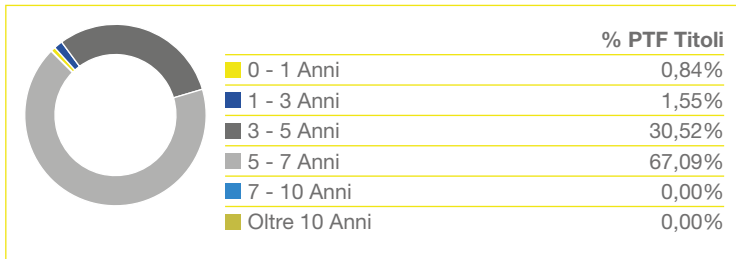 % PTF Titoli
0 - 1 Anni 0,84%
1 - 3 Anni 1,55%
3 - 5 Anni 30,52%
5 - 7 Anni 67,09%
7 - 10 Anni 0,00%
Oltre 10 Anni 0,00%